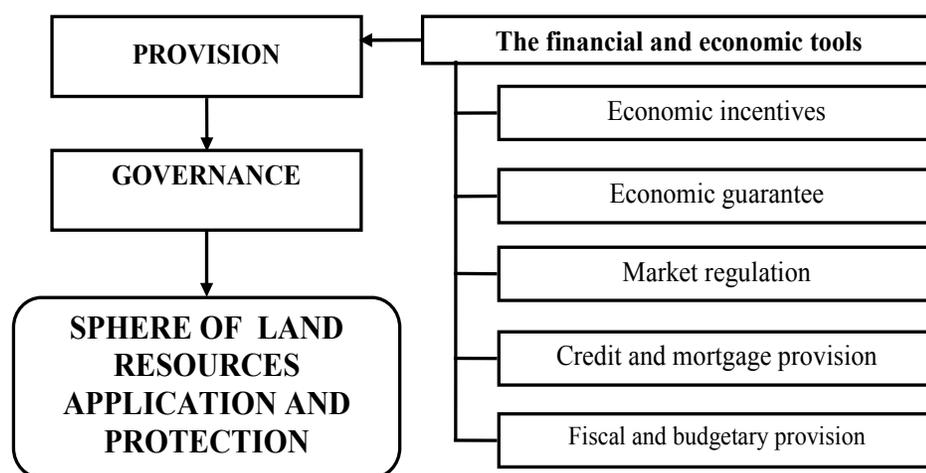 PROVISION
The financial and economic tools
Economic incentives
GOVERNANCE
Economic guarantee
Market regulation
SPHERE OF LAND
RESOURCES
APPLICATION AND
PROTECTION
Credit and mortgage provision
Fiscal and budgetary provision